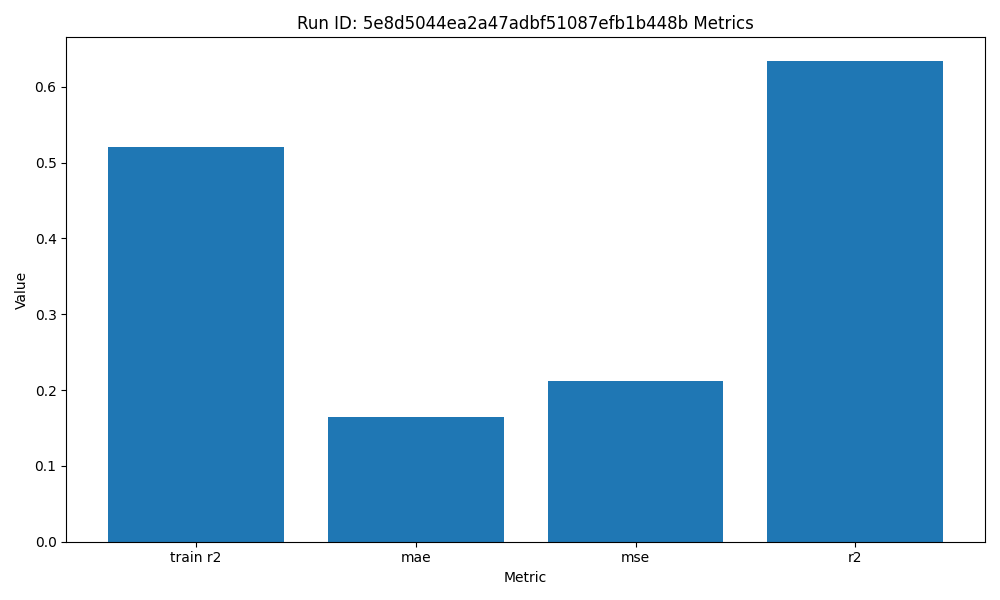 Run ID: 5e8d5044ea2a47adbf51087efb1b448b Metrics
0.6
0.5
0.4
0.3
0.2
0.1
0.0
Value
train r2
mae
mse
r2
Metric